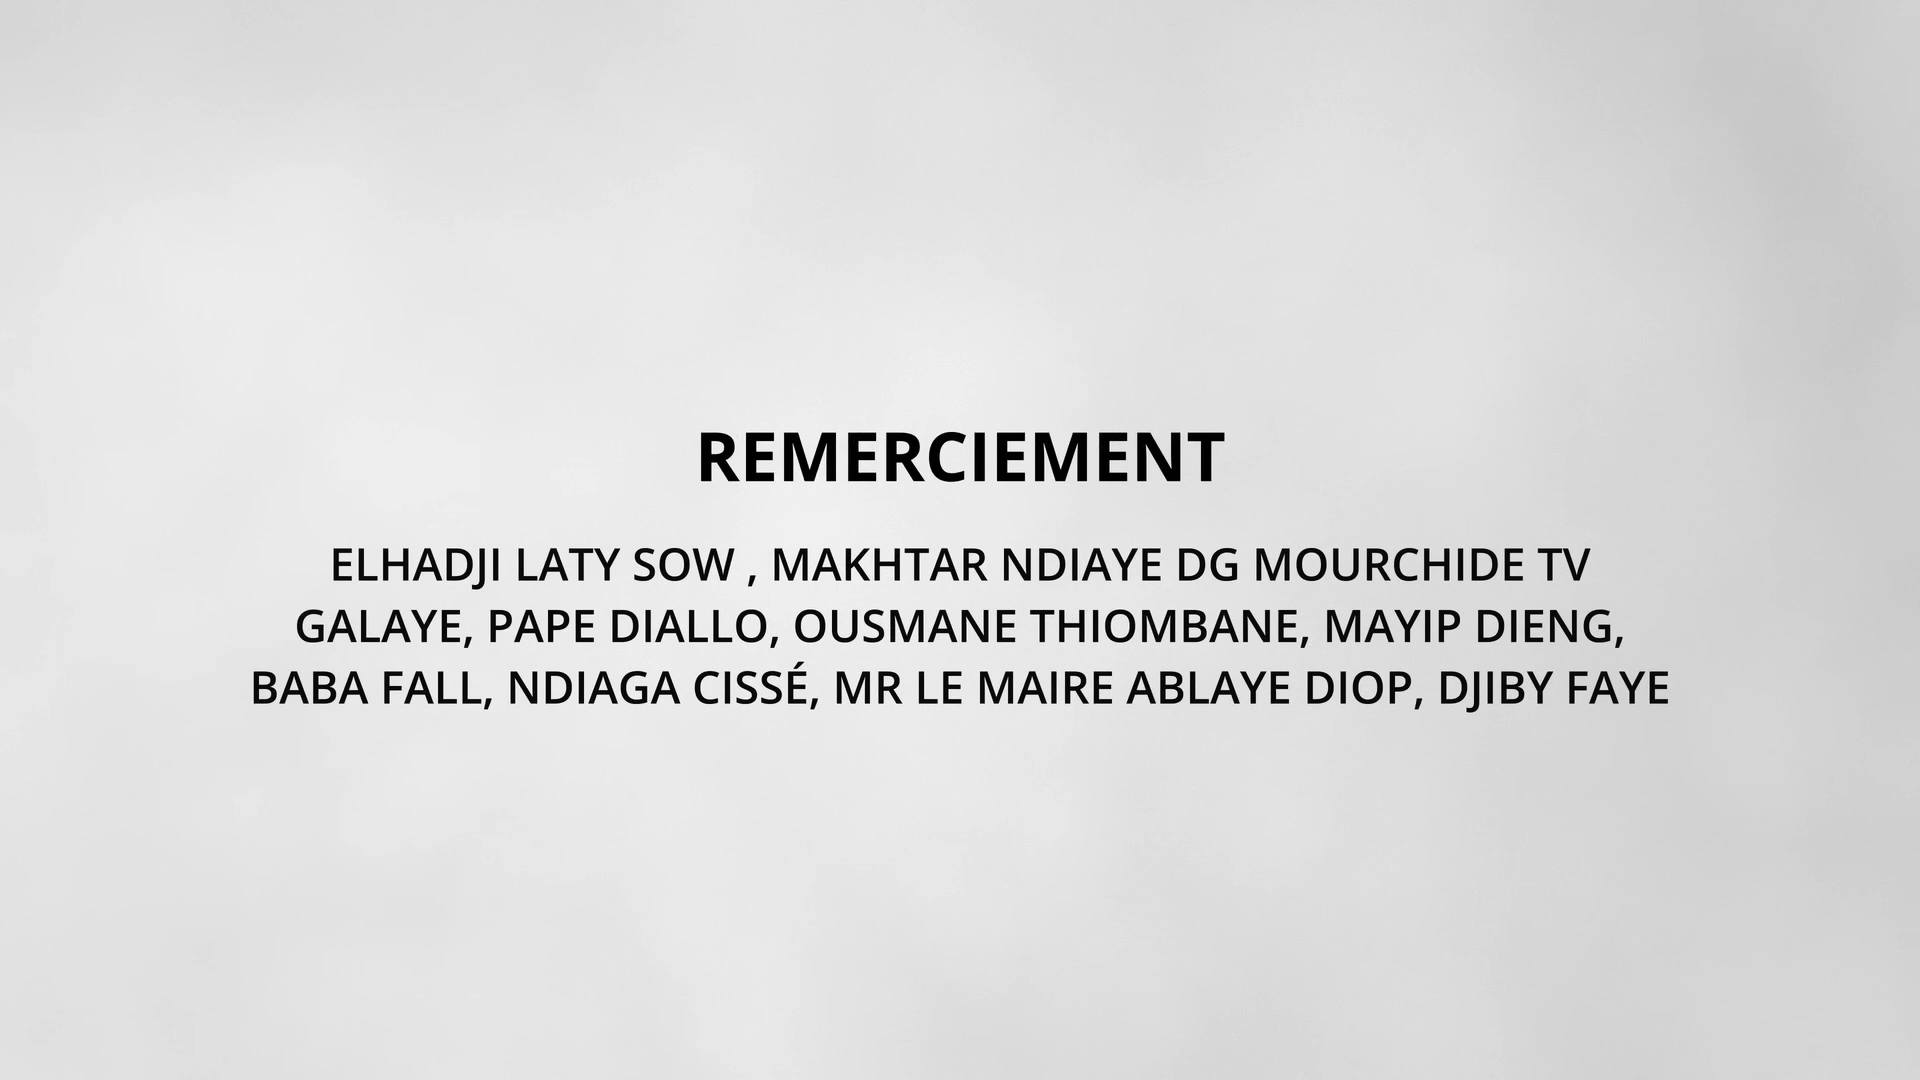 REMERCIEMENT
ELHADJI LATY SOW , MAKHTAR NDIAYE DG MOURCHIDE TV
GALAYE, PAPE DIALLO, OUSMANE THIOMBANE, MAYIP DIENG,
BABA FALL, NDIAGA CISSÉ, MR LE MAIRE ABLAYE DIOP, DJIBY FAYE